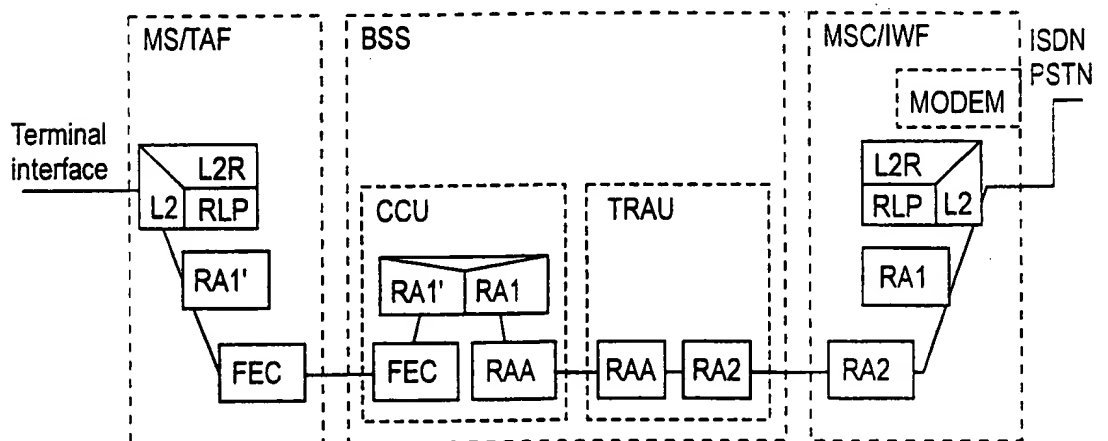 MS/TAF
BSS
MSC/IWF
ISDN
PSTN
MODEM
Terminal
interface
L2R
L2 RLP
L2R
RLP L2
CCU
TRAU
RA1'
RA1' RA1
RA1
FEC
FEC
RAA
RAA
RA2
RA2